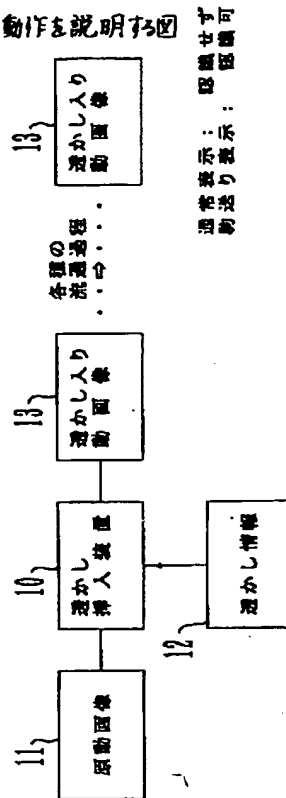 動作を説明する図
11
原動画像
10
透かし
挿入装置
12
透かし情報
13
透かし入り
動画像
各種の
流通過程
・・・⇨・・・・
13
透かし入り
動画像
通常表示：認識せず
駒送り表示：認識可